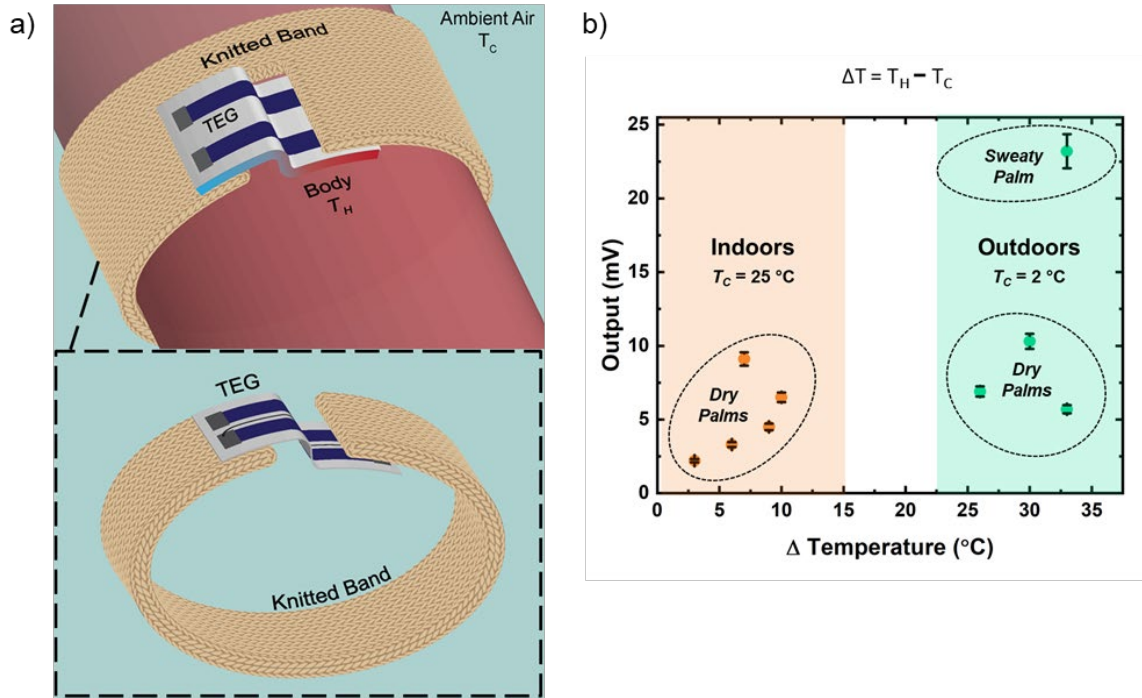 a)
Ambient Air
T_C
Knitted Band
TEG
Body
T_H
TEG
Knitted Band
b)
ΔT = T_H − T_C
25
20
15
10
5
0
Output (mV)
Sweaty
Palm
Indoors
T_C = 25 °C
Outdoors
T_C = 2 °C
Dry
Palms
Dry
Palms
0 5 10 15 20 25 30 35
Δ Temperature (°C)